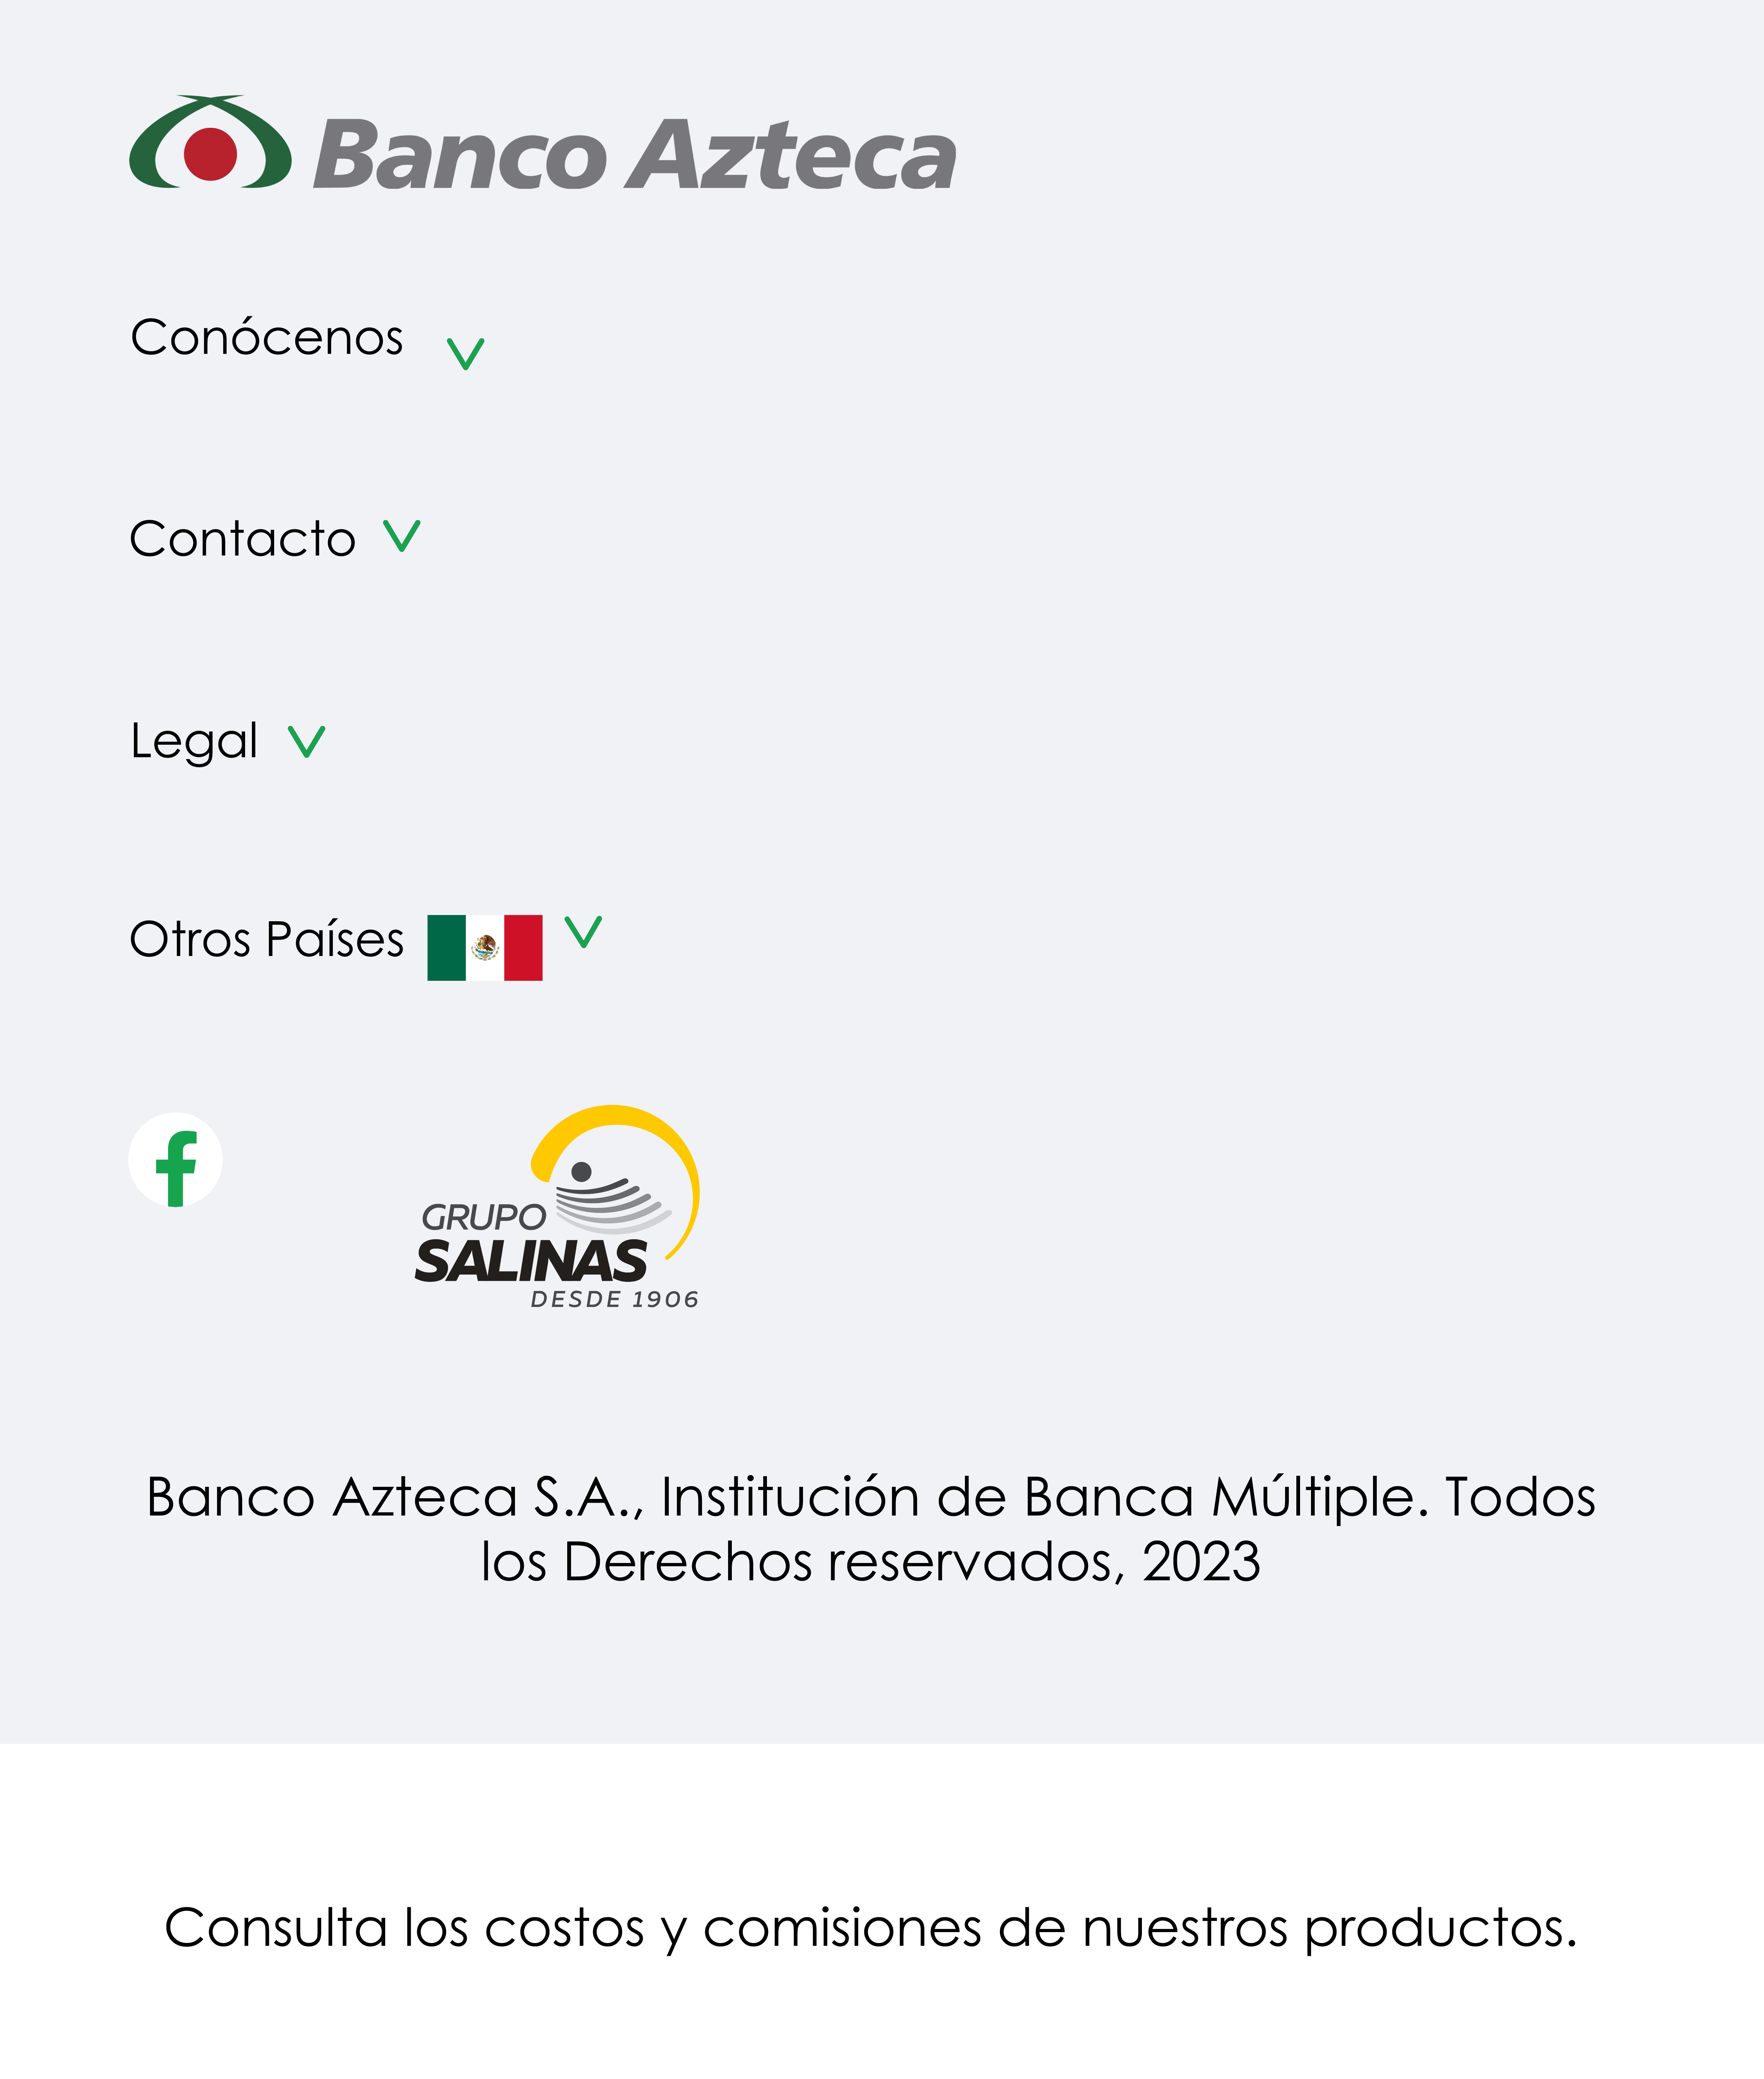 Banco Azteca
Conócenos
Contacto
Legal
Otros Países
GRUPO
SALINAS
DESDE 1906
Banco Azteca S.A., Institución de Banca Múltiple. Todos
los Derechos reservados, 2023
Consulta los costos y comisiones de nuestros productos.